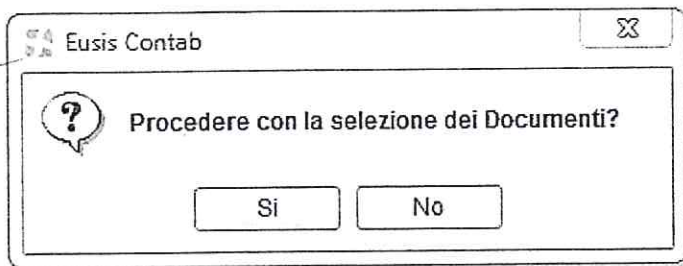 Eusis Contab
Procedere con la selezione dei Documenti?
Si
No